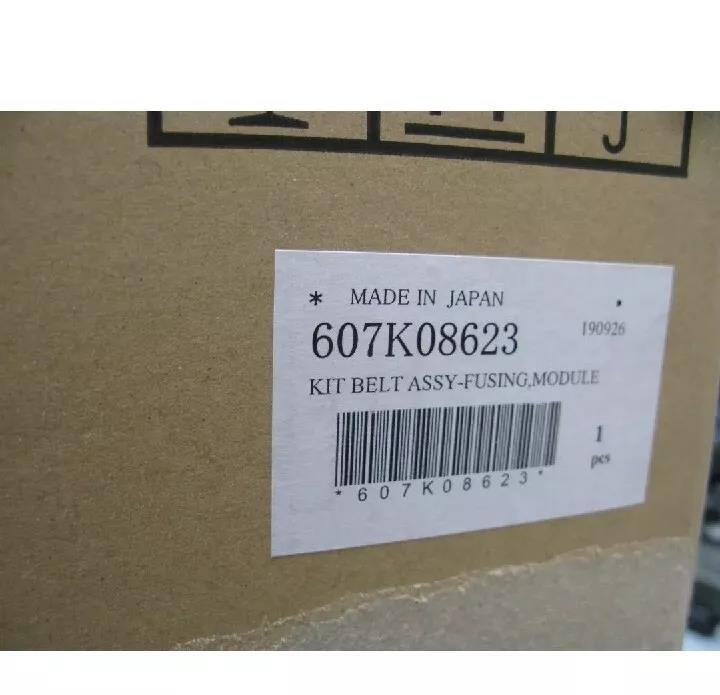 * MADE IN JAPAN
607K08623 190926
KIT BELT ASSY-FUSING,MODULE
1
pcs
*607K08623*